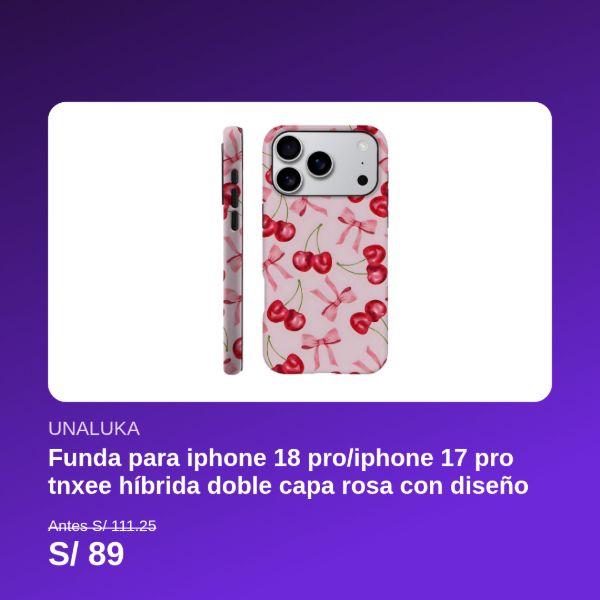 UNALUKA
Funda para iphone 18 pro/iphone 17 pro
tnxee híbrida doble capa rosa con diseño
Antes S/ 111.25
S/ 89